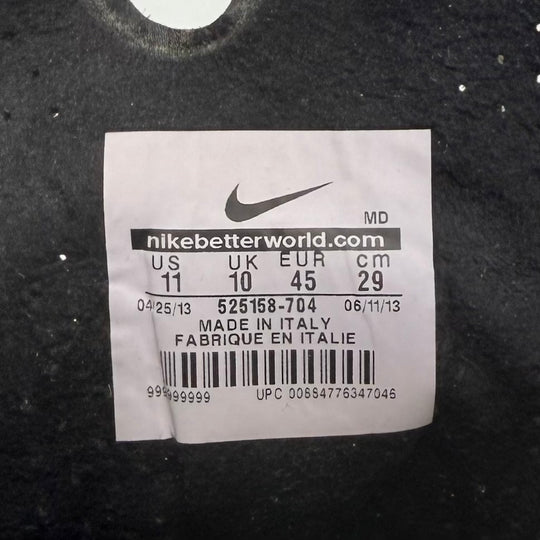 MD
nikebetterworld.com
US UK EUR cm
11 10 45 29
04/25/13 525158-704 06/11/13
MADE IN ITALY
FABRIQUE EN ITALIE
999999999 UPC 00884776347046